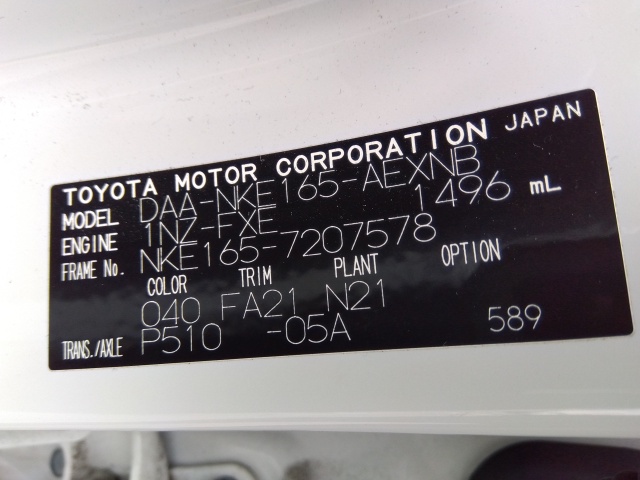 TOYOTA MOTOR CORPORATION JAPAN
MODEL DAA-NKE165-AEXNB
ENGINE 1NZ-FXE 1496 mL
FRAME No. NKE165-7207578
COLOR TRIM PLANT OPTION
040 FA21 N21
TRANS./AXLE P510 -05A 589